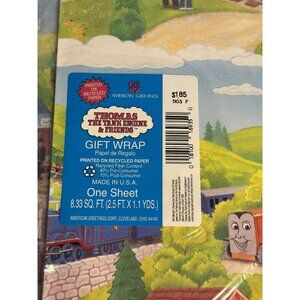 PRINTED
ON
RECYCLED
PAPER
AMERICAN GREETINGS
$1.85
1103 F
THOMAS
THE TANK ENGINE
& FRIENDS
GIFT WRAP
Papel de Regalo
PRINTED ON RECYCLED PAPER
Recycled Fiber Content:
40% Pre-Consumer
10% Post-Consumer
MADE IN U.S.A.
One Sheet
8.33 SQ. FT. (2.5 FT. X 1.1 YDS.)
AMERICAN GREETINGS CORP., CLEVELAND, OHIO 44144